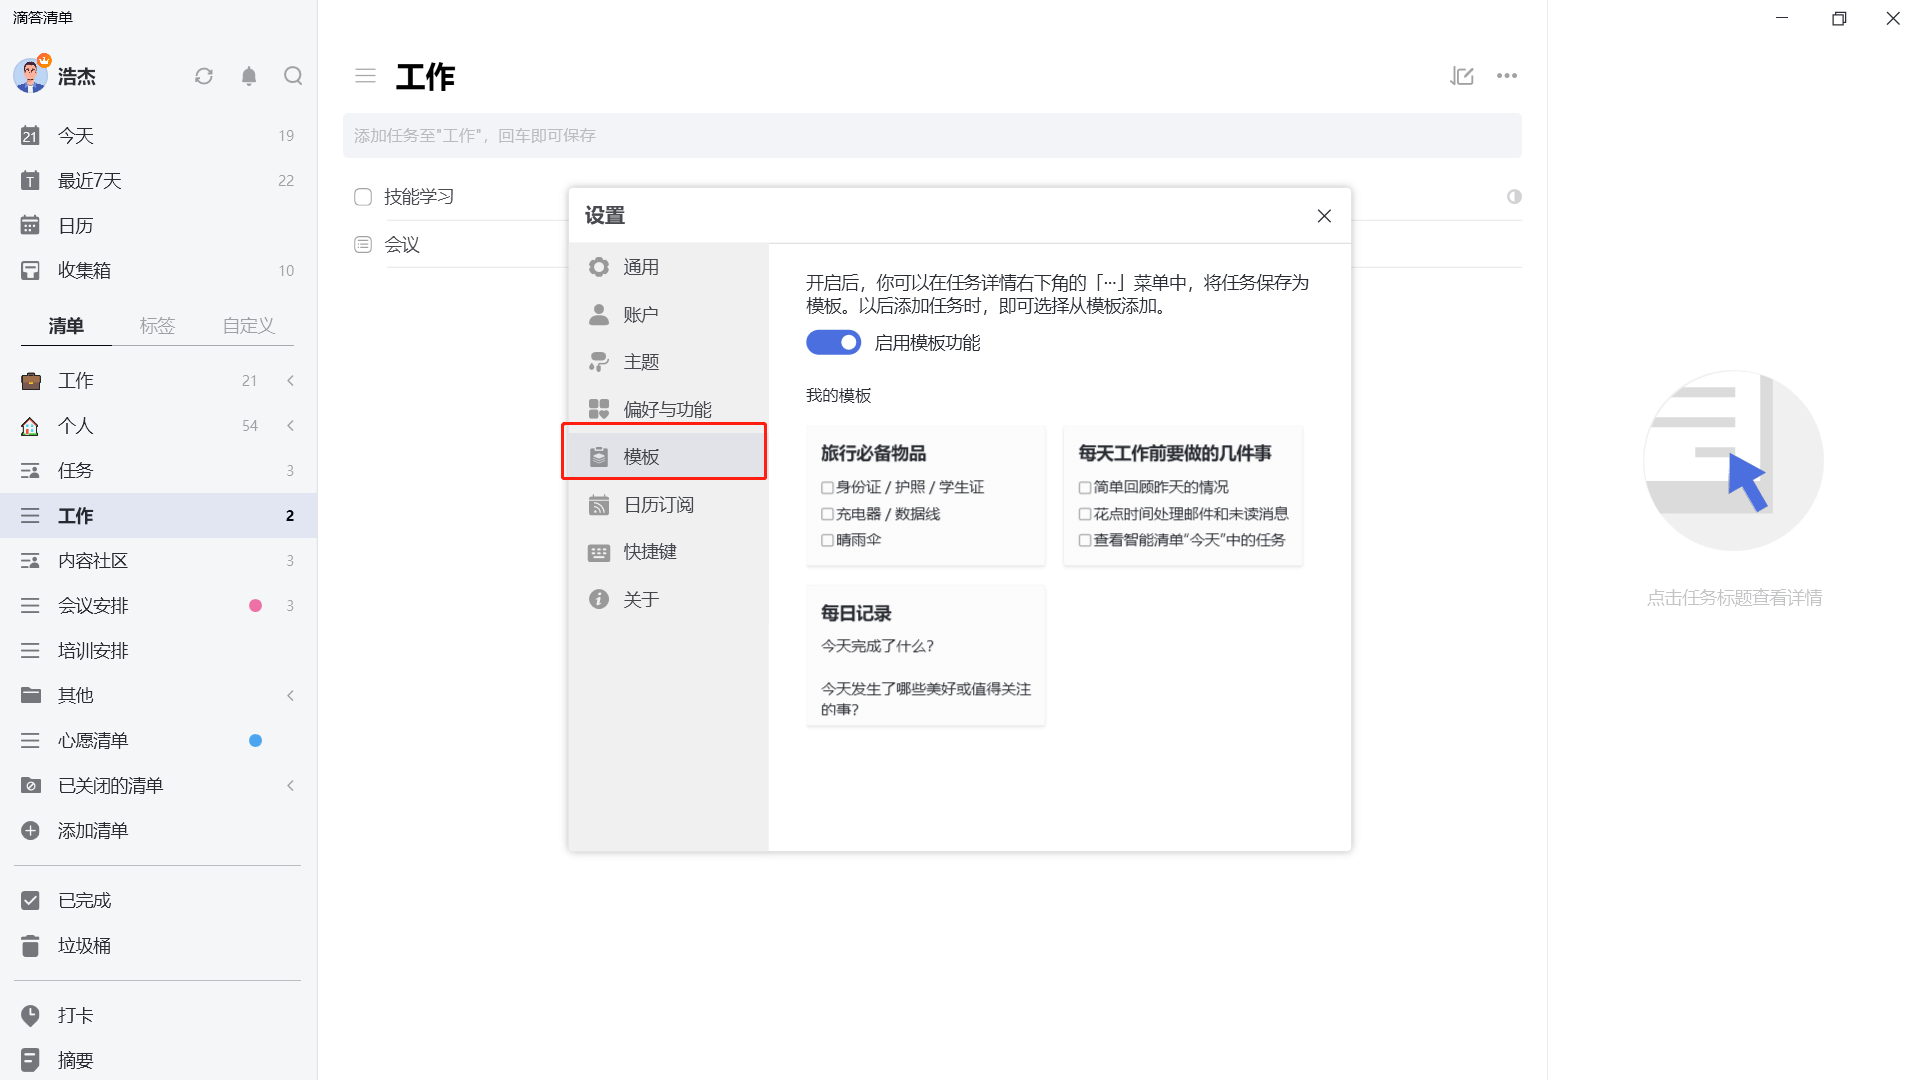 滴答清单
浩杰
21 今天 19
T 最近7天 22
日历
收集箱 10
清单 标签 自定义
工作 21
个人 54
任务 3
工作 2
内容社区 3
会议安排 3
培训安排
其他
心愿清单
已关闭的清单
添加清单
已完成
垃圾桶
打卡
摘要
工作
添加任务至"工作"，回车即可保存
技能学习
会议
设置
通用
账户
主题
偏好与功能
模板
日历订阅
快捷键
关于
开启后，你可以在任务详情右下角的「···」菜单中，将任务保存为
模板。以后添加任务时，即可选择从模板添加。
启用模板功能
我的模板
旅行必备物品
身份证 / 护照 / 学生证
充电器 / 数据线
晴雨伞
每天工作前要做的几件事
简单回顾昨天的情况
花点时间处理邮件和未读消息
查看智能清单“今天”中的任务
每日记录
今天完成了什么？
今天发生了哪些美好或值得关注
的事？
点击任务标题查看详情